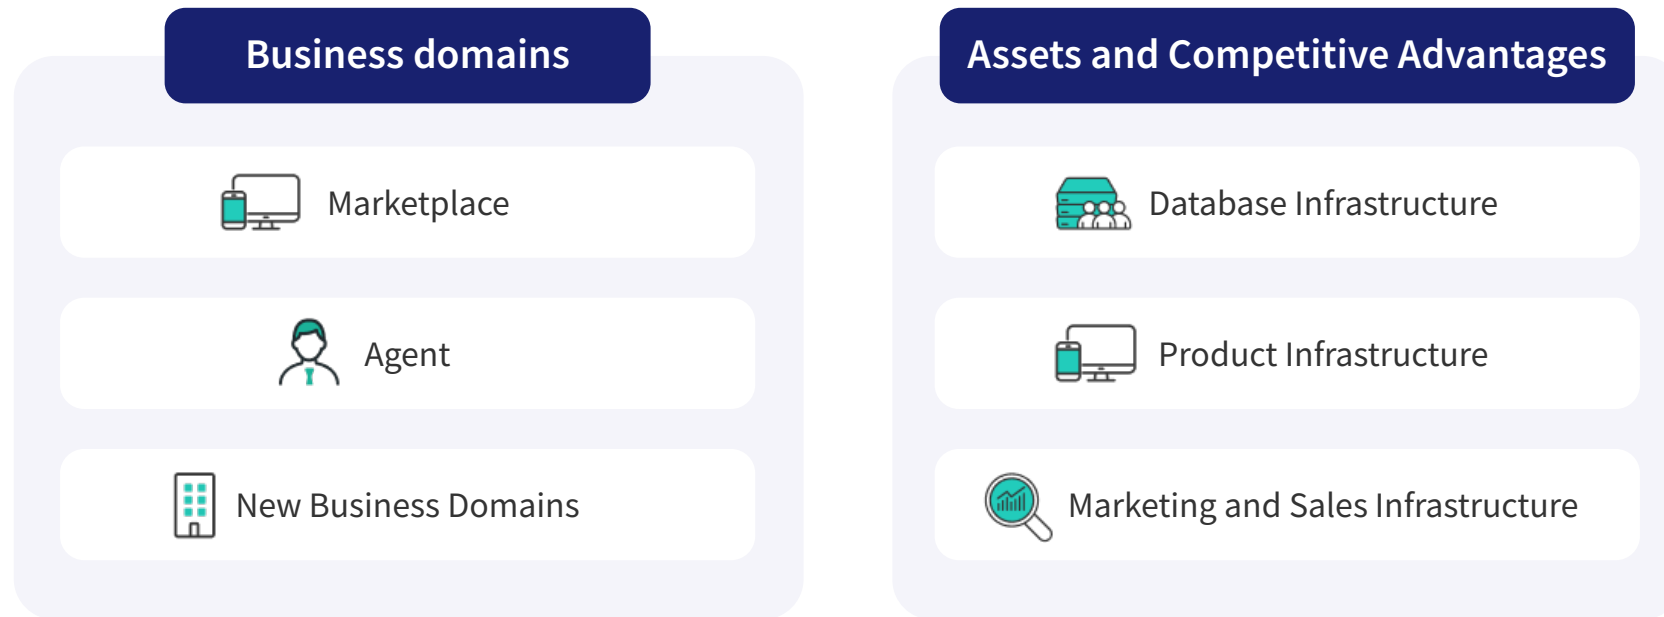 Business domains
Marketplace
Agent
New Business Domains
Assets and Competitive Advantages
Database Infrastructure
Product Infrastructure
Marketing and Sales Infrastructure